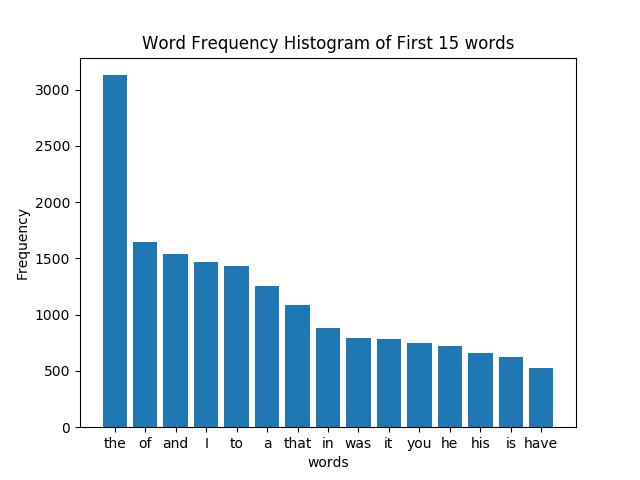 Word Frequency Histogram of First 15 words
3000
2500
2000
1500
1000
500
0
Frequency
the of and I to a that in was it you he his is have
words